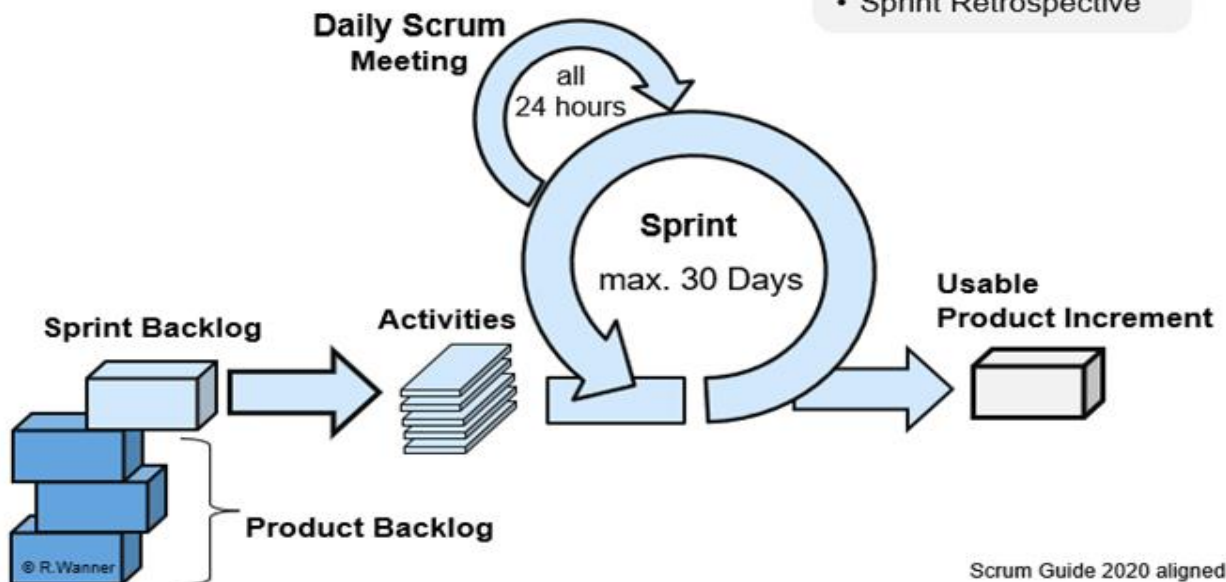 • Sprint Retrospective
Daily Scrum
Meeting
all
24 hours
Sprint
max. 30 Days
Usable
Product Increment
Sprint Backlog
Activities
Product Backlog
© R.Wanner
Scrum Guide 2020 aligned